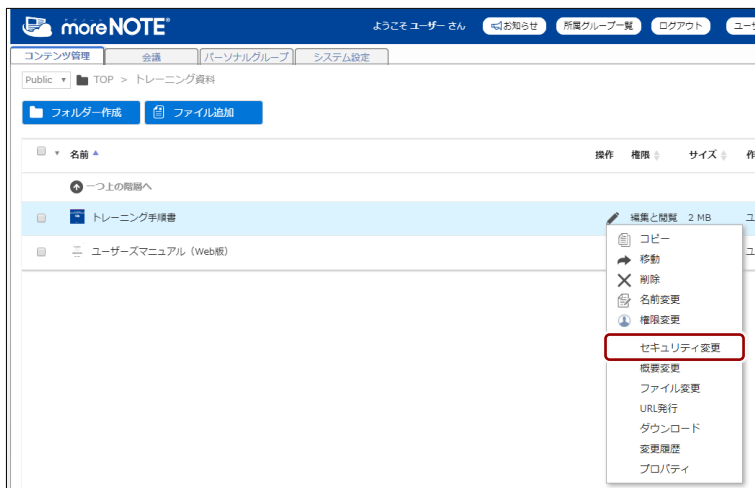 moreNOTE®
ようこそ ユーザー さん
お知らせ
所属グループ一覧
ログアウト
コンテンツ管理
会議
パーソナルグループ
システム設定
Public ▼ TOP > トレーニング資料
フォルダー作成
ファイル追加
名前 操作 権限 サイズ
一つ上の階層へ
トレーニング手順書 編集と閲覧 2 MB
ユーザーズマニュアル（Web版）
コピー
移動
削除
名前変更
権限変更
セキュリティ変更
概要変更
ファイル変更
URL発行
ダウンロード
変更履歴
プロパティ